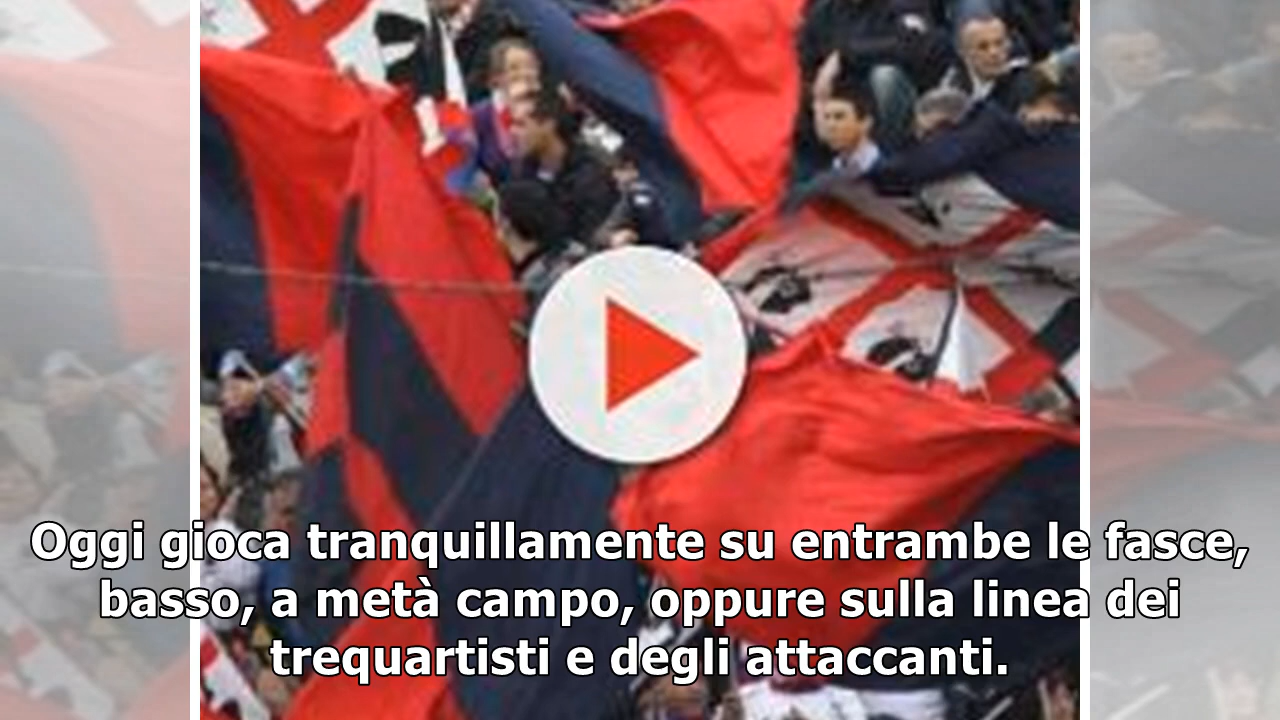 Oggi gioca tranquillamente su entrambe le fasce,
basso, a metà campo, oppure sulla linea dei
trequartisti e degli attaccanti.